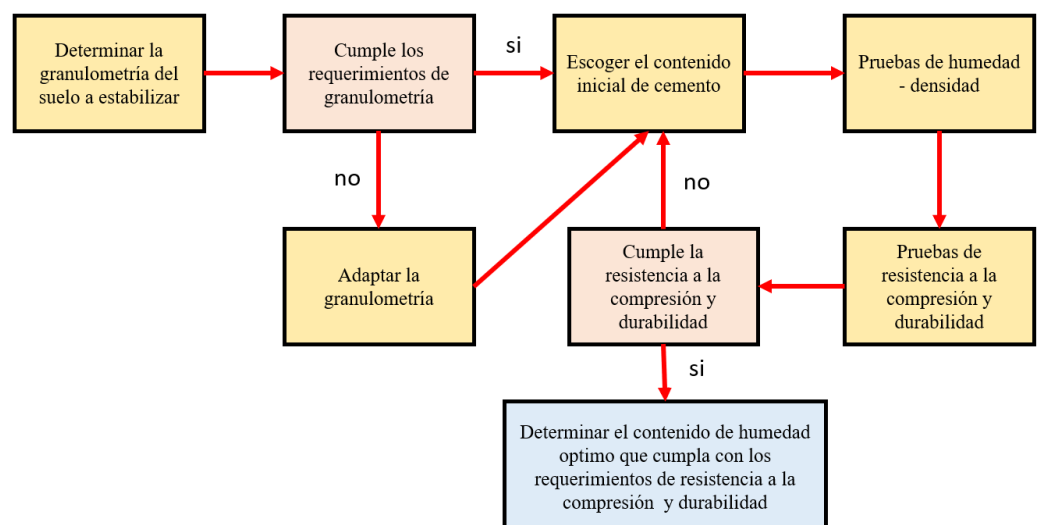 Determinar la
granulometría del
suelo a estabilizar
Cumple los
requerimientos de
granulometría
si
Escoger el contenido
inicial de cemento
Pruebas de humedad
- densidad
no
no
Adaptar la
granulometría
Cumple la
resistencia a la
compresión y
durabilidad
Pruebas de
resistencia a la
compresión y
durabilidad
si
Determinar el contenido de humedad
optimo que cumpla con los
requerimientos de resistencia a la
compresión y durabilidad